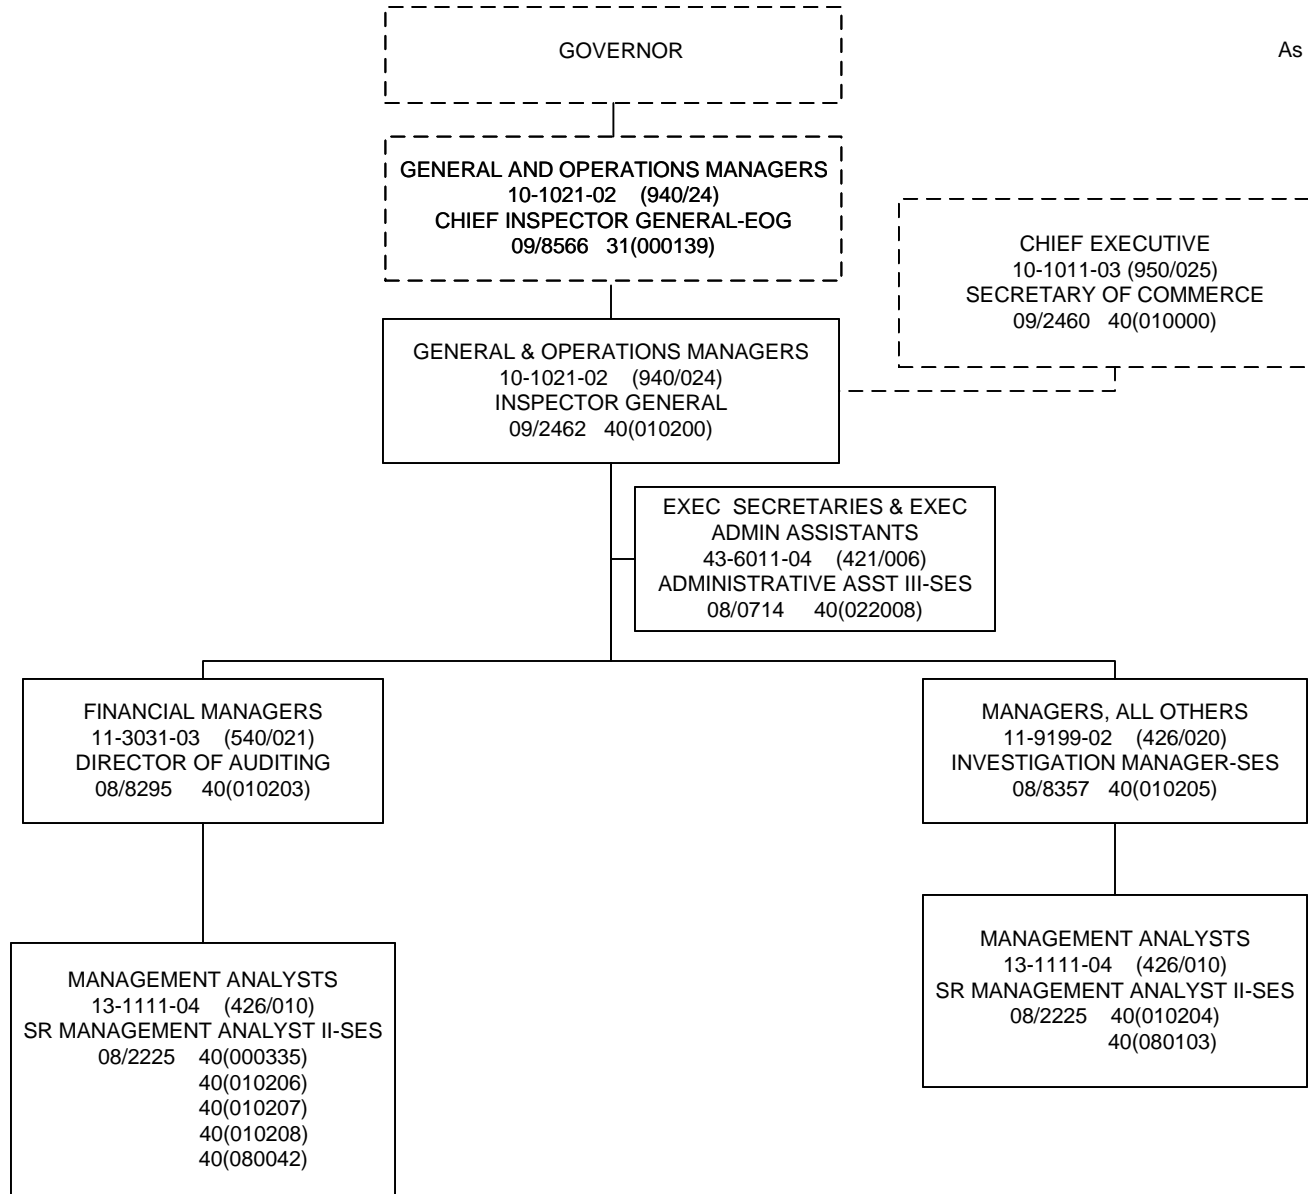 GOVERNOR
As
GENERAL AND OPERATIONS MANAGERS
10-1021-02 (940/24)
CHIEF INSPECTOR GENERAL-EOG
09/8566 31(000139)
CHIEF EXECUTIVE
10-1011-03 (950/025)
SECRETARY OF COMMERCE
09/2460 40(010000)
GENERAL & OPERATIONS MANAGERS
10-1021-02 (940/024)
INSPECTOR GENERAL
09/2462 40(010200)
EXEC SECRETARIES & EXEC
ADMIN ASSISTANTS
43-6011-04 (421/006)
ADMINISTRATIVE ASST III-SES
08/0714 40(022008)
FINANCIAL MANAGERS
11-3031-03 (540/021)
DIRECTOR OF AUDITING
08/8295 40(010203)
MANAGERS, ALL OTHERS
11-9199-02 (426/020)
INVESTIGATION MANAGER-SES
08/8357 40(010205)
MANAGEMENT ANALYSTS
13-1111-04 (426/010)
SR MANAGEMENT ANALYST II-SES
08/2225 40(000335)
40(010206)
40(010207)
40(010208)
40(080042)
MANAGEMENT ANALYSTS
13-1111-04 (426/010)
SR MANAGEMENT ANALYST II-SES
08/2225 40(010204)
40(080103)